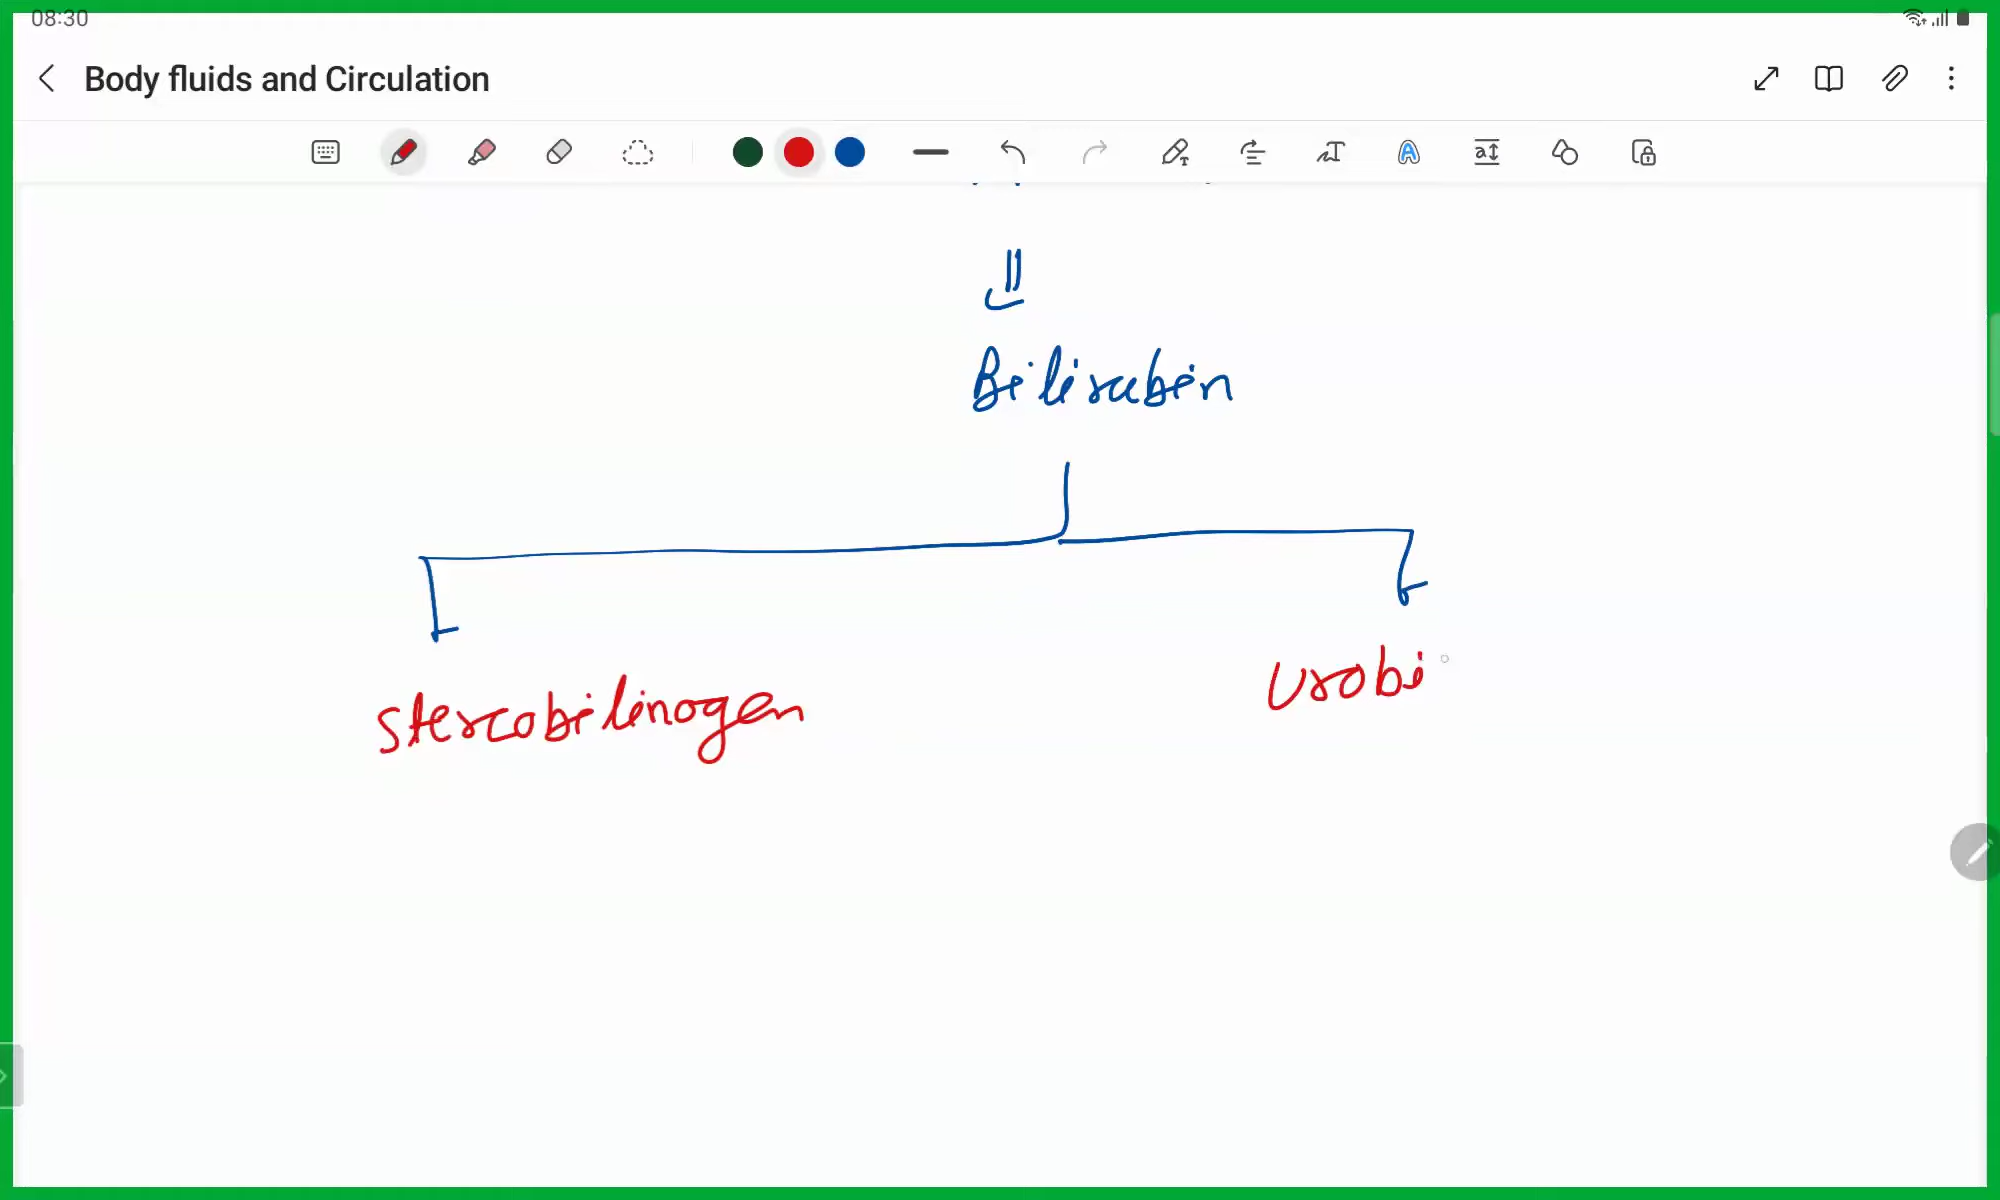 08:30
Body fluids and Circulation
Bilirubin
Stercobilinogen
Urobi